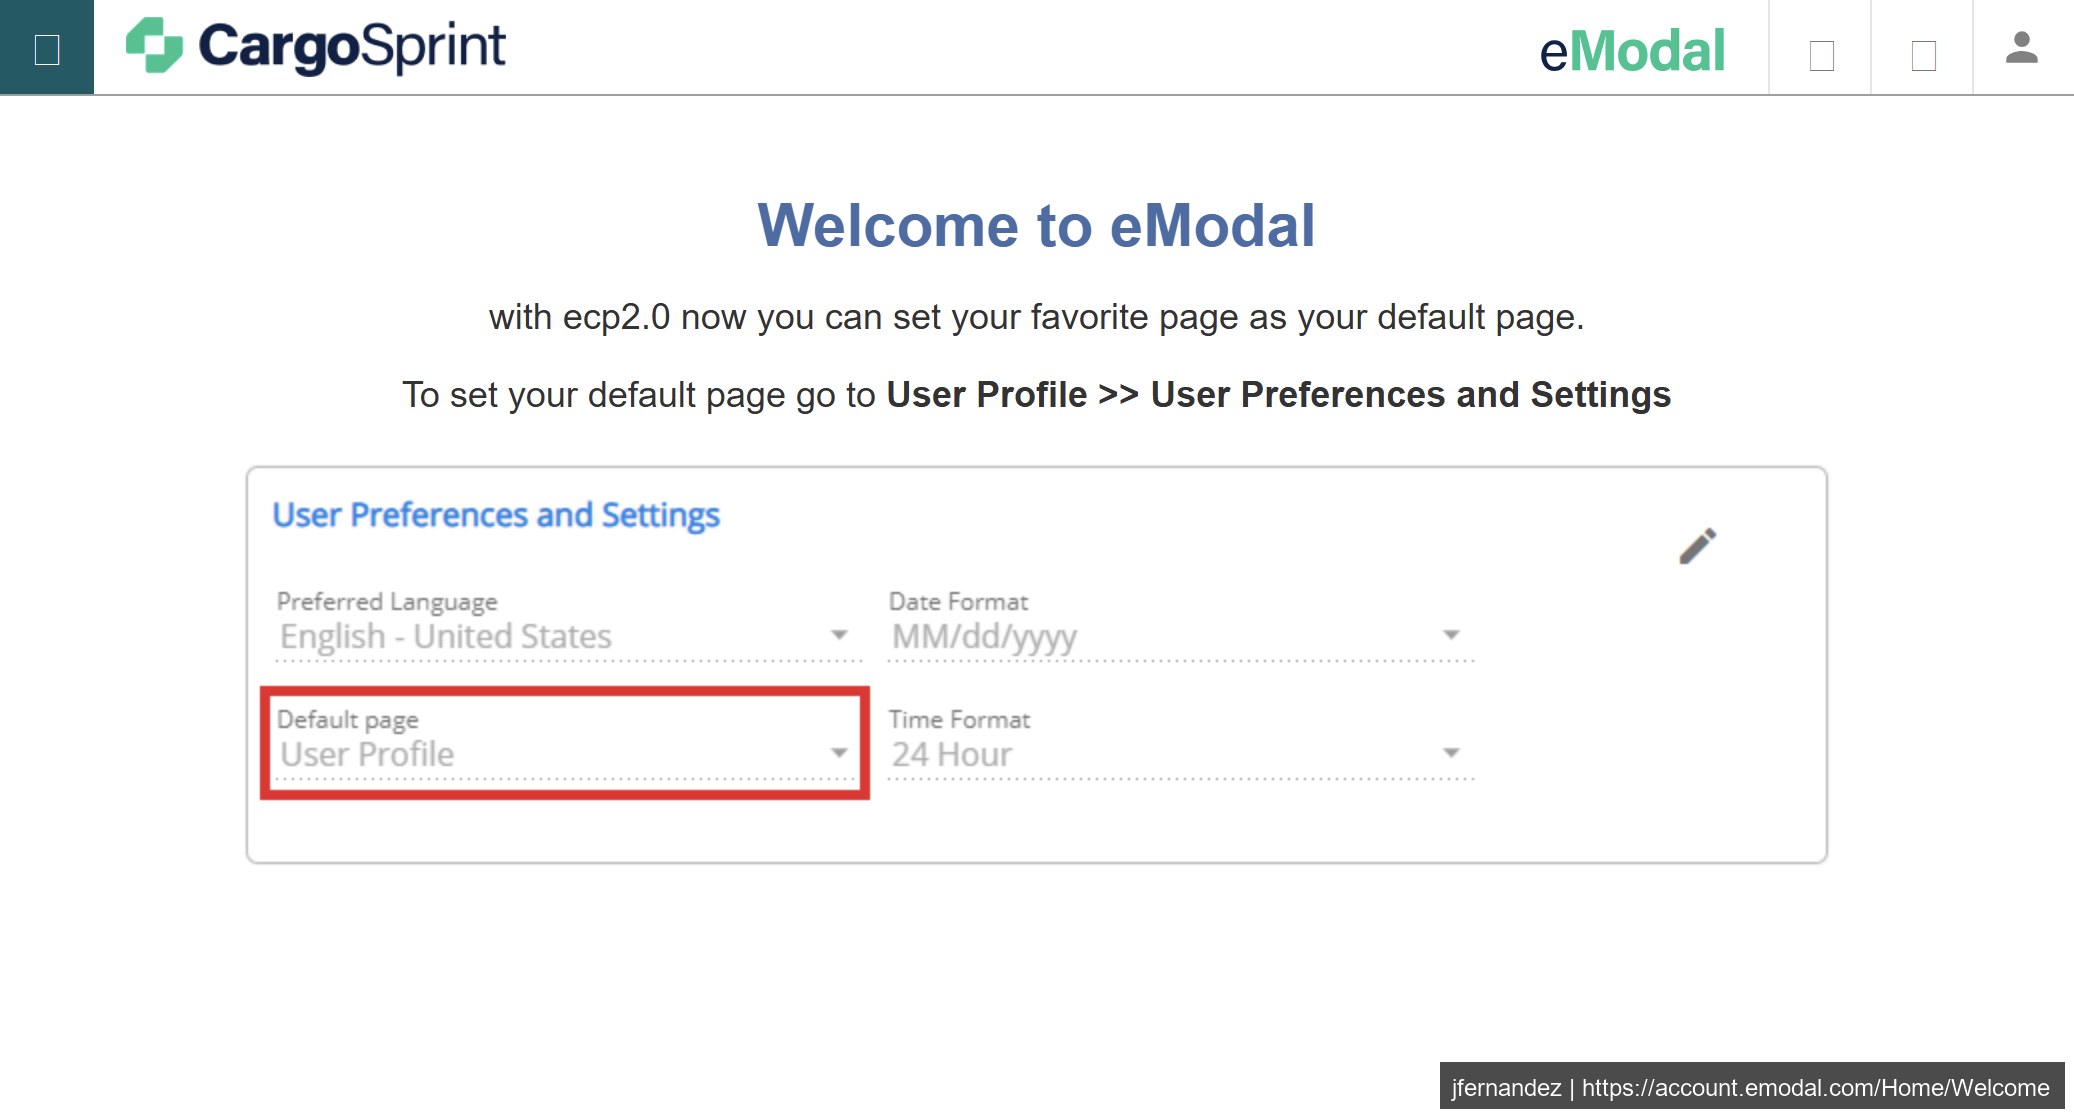 CargoSprint
eModal
Welcome to eModal
with ecp2.0 now you can set your favorite page as your default page.
To set your default page go to User Profile >> User Preferences and Settings
User Preferences and Settings
Preferred Language
English - United States
Date Format
MM/dd/yyyy
Default page
User Profile
Time Format
24 Hour
jfernandez | https://account.emodal.com/Home/Welcome